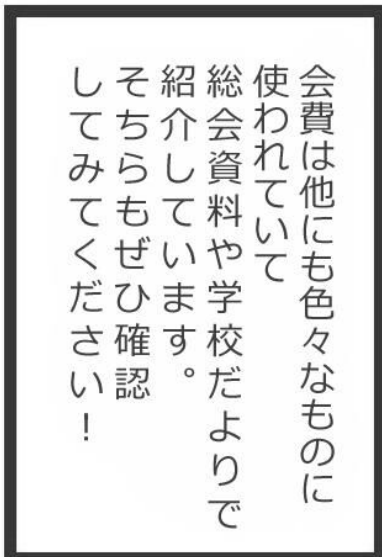 会費は他にも色々なものに
使われていて
総会資料や学校だよりで
紹介しています。
そちらもぜひ確認
してみてください！